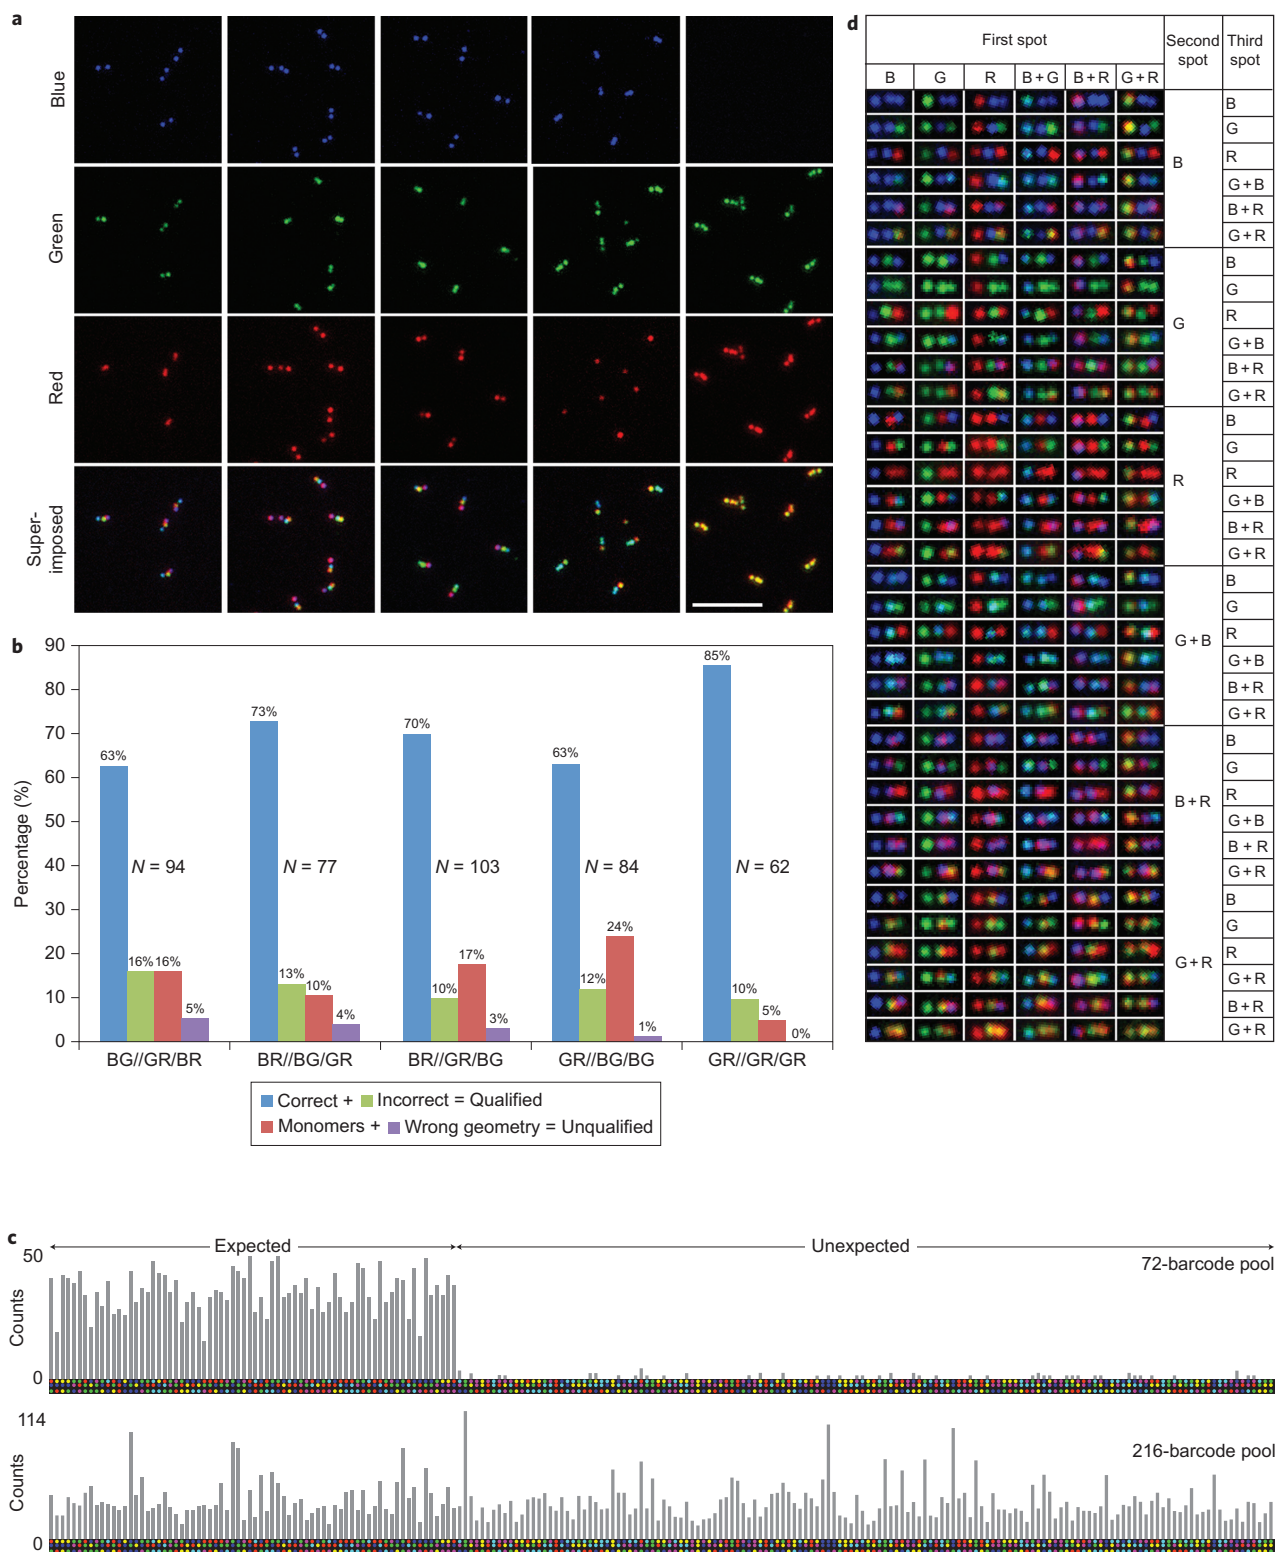 a
Blue
Green
Red
Super-
imposed
b
Percentage (%)
90
80
70
60
50
40
30
20
10
0
63%
16%
16%
5%
N = 94
73%
13%
10%
4%
N = 77
70%
10%
17%
3%
N = 103
63%
12%
24%
1%
N = 84
85%
10%
5%
0%
N = 62
BG//GR/BR
BR//BG/GR
BR//GR/BG
GR//BG/BG
GR//GR/GR
Correct + Incorrect = Qualified
Monomers + Wrong geometry = Unqualified
c
Expected
Unexpected
72-barcode pool
50
Counts
0
216-barcode pool
114
Counts
0
d
First spot
Second
spot
Third
spot
B
G
R
B + G
B + R
G + R
B
B
G
R
G + B
B + R
G + R
G
B
G
R
G + B
B + R
G + R
R
B
G
R
G + B
B + R
G + R
G + B
B
G
R
G + B
B + R
G + R
B + R
B
G
R
G + B
B + R
G + R
G + R
B
G
R
G + R
B + R
G + R